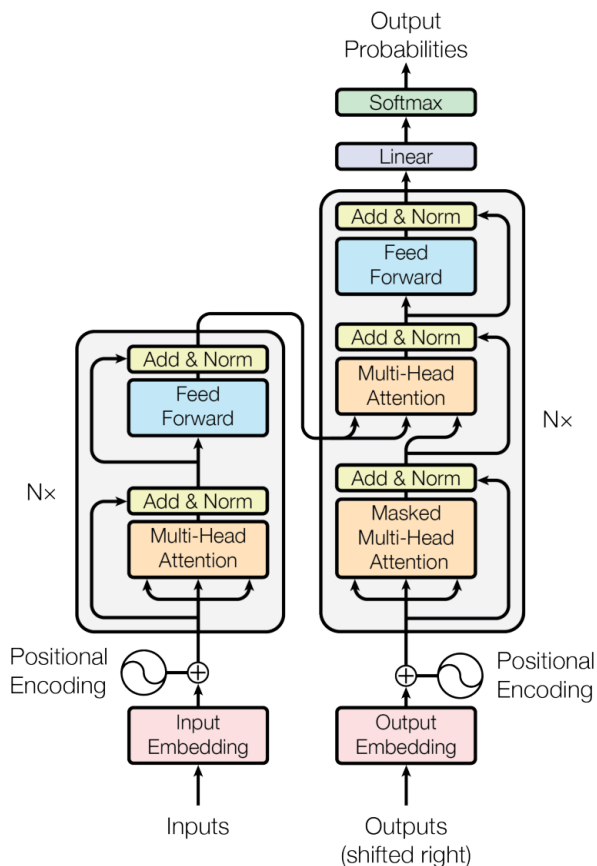 Output
Probabilities
Softmax
Linear
Add & Norm
Feed
Forward
Add & Norm
Multi-Head
Attention
Add & Norm
Masked
Multi-Head
Attention
N×
Add & Norm
Feed
Forward
Add & Norm
Multi-Head
Attention
N×
Positional
Encoding
Positional
Encoding
Input
Embedding
Output
Embedding
Inputs
Outputs
(shifted right)